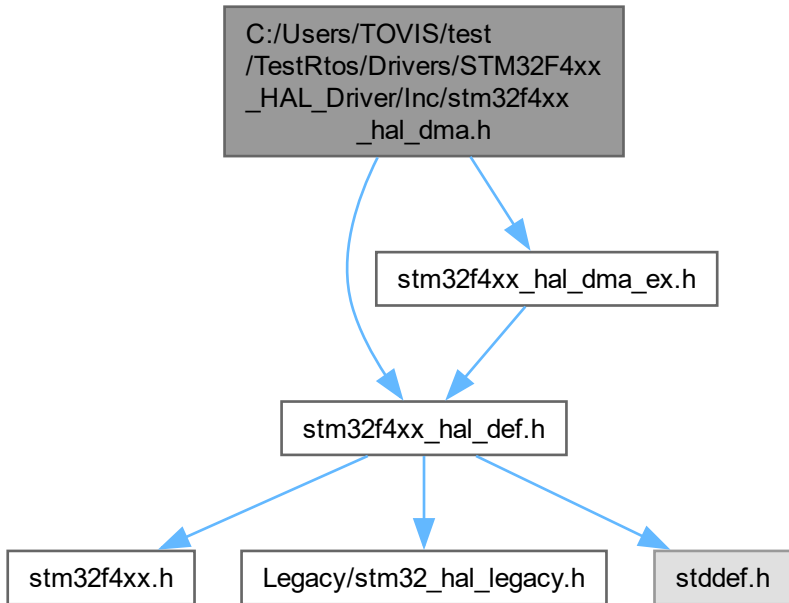 C:/Users/TOVIS/test
/TestRtos/Drivers/STM32F4xx
_HAL_Driver/Inc/stm32f4xx
_hal_dma.h
stm32f4xx_hal_dma_ex.h
stm32f4xx_hal_def.h
stm32f4xx.h
Legacy/stm32_hal_legacy.h
stddef.h